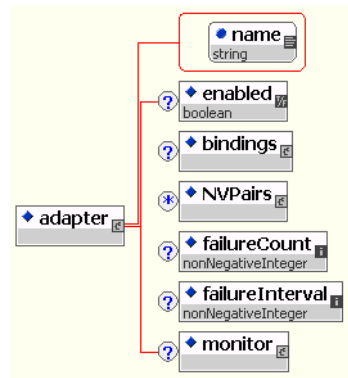 name
string
? enabled
boolean
? bindings
adapter
* NVPairs
? failureCount
nonNegativeInteger
? failureInterval
nonNegativeInteger
? monitor